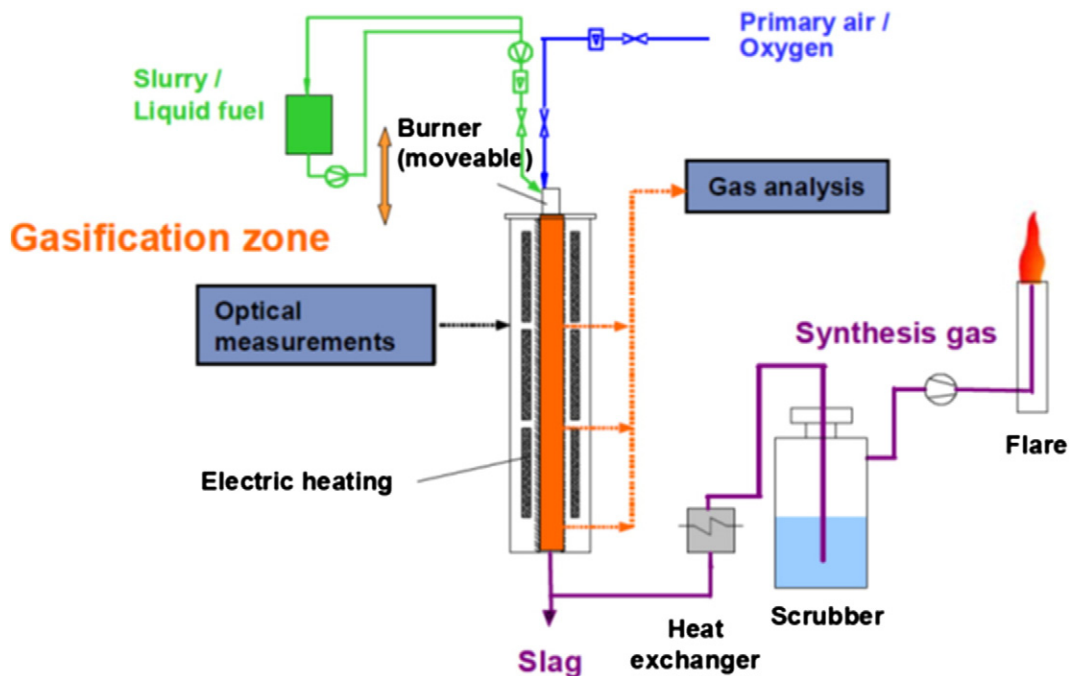 Primary air /
Oxygen
Slurry /
Liquid fuel
Burner
(moveable)
Gas analysis
Gasification zone
Optical
measurements
Synthesis gas
Flare
Electric heating
Scrubber
Heat
exchanger
Slag